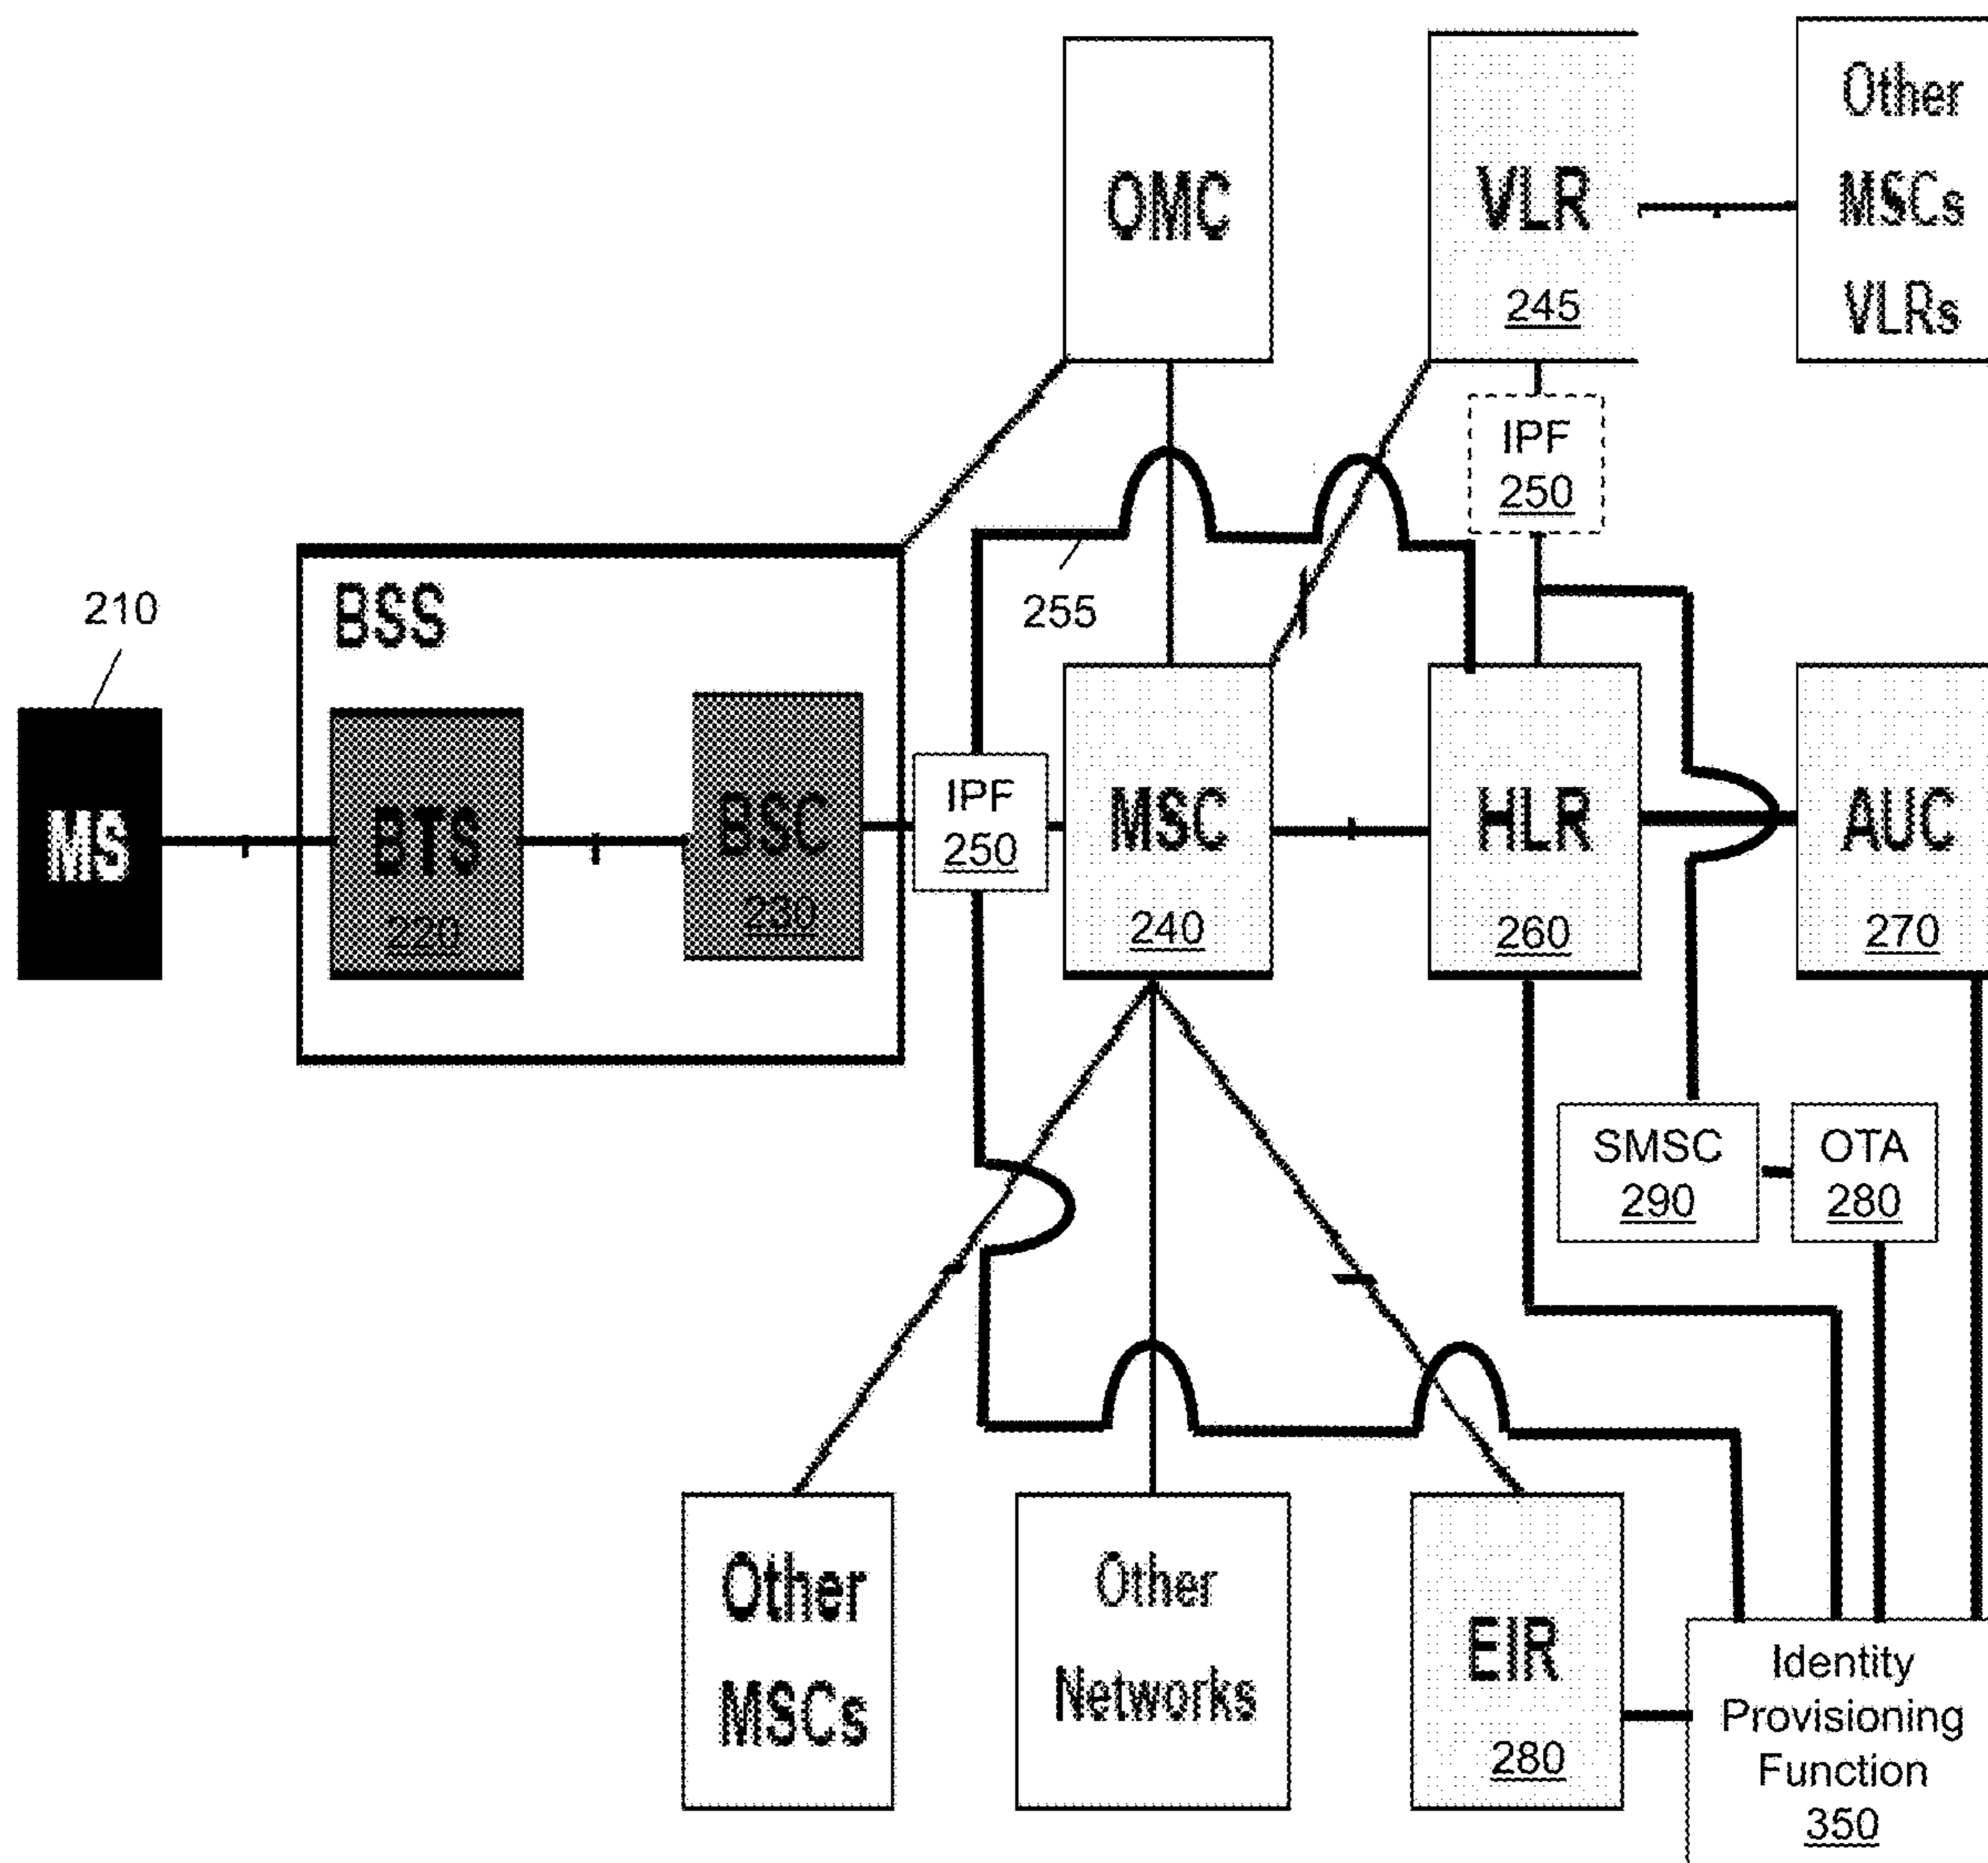 OMC
VLR
245
Other
MSCs
VLRs
IPF
250
210
BSS
255
MS
BTS
220
BSC
230
IPF
250
MSC
240
HLR
260
AUC
270
SMSC
290
OTA
280
Other
MSCs
Other
Networks
EIR
280
Identity
Provisioning
Function
350